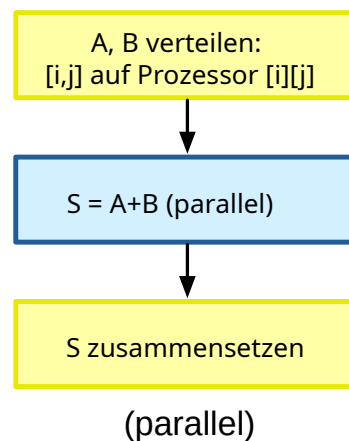 A, B verteilen:
[i,j] auf Prozessor [i][j]
S = A+B (parallel)
S zusammensetzen
(parallel)